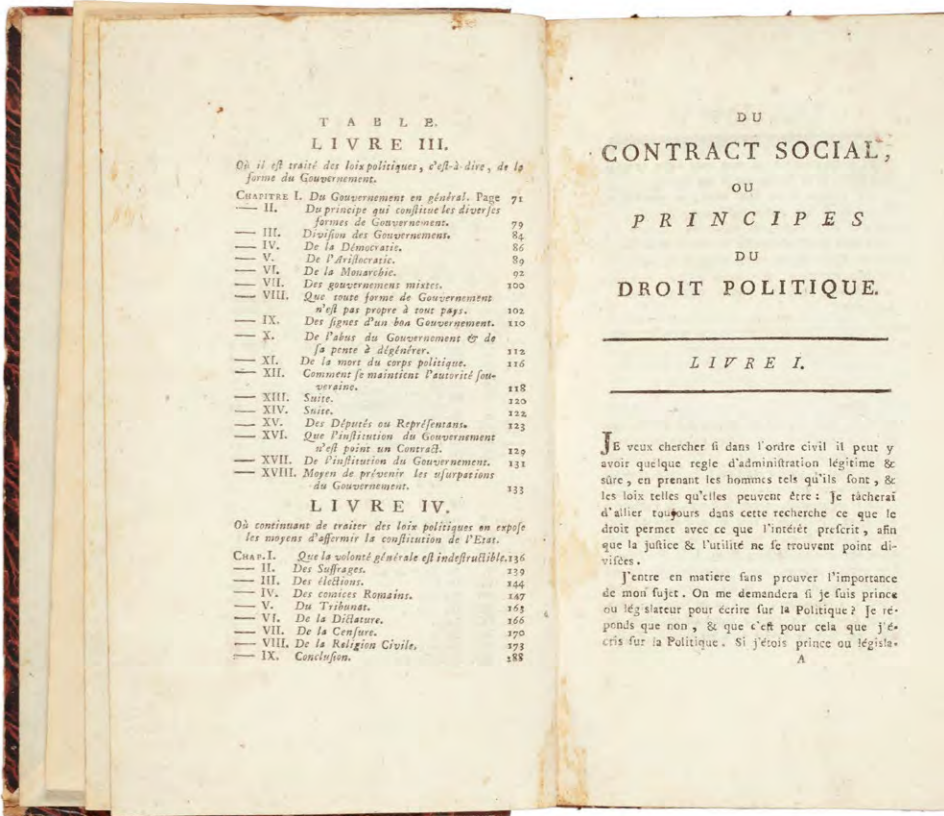 TABLE.
LIVRE III.
Où il eſt traité des loix politiques, c'eſt-à-dire, de la
forme du Gouvernement.
CHAPITRE I. Du Gouvernement en général. Page 71
— II. Du principe qui conſtitue les diverſes
formes de Gouvernement. 79
— III. Diviſion des Gouvernement. 84
— IV. De la Démocratie. 86
— V. De l'Ariſtocratie. 89
— VI. De la Monarchie. 92
— VII. Des gouvernement mixtes. 100
— VIII. Que toute forme de Gouvernement
n'eſt pas propre à tout pays. 102
— IX. Des ſignes d'un bon Gouvernement. 110
— X. De l'abus du Gouvernement & de
ſa pente à dégénérer. 112
— XI. De la mort du corps politique. 116
— XII. Comment ſe maintient l'autorité ſou-
veraine. 118
— XIII. Suite. 120
— XIV. Suite. 122
— XV. Des Députés ou Repréſentans. 123
— XVI. Que l'inſtitution du Gouvernement
n'eſt point un Contract. 129
— XVII. De l'inſtitution du Gouvernement. 131
— XVIII. Moyen de prévenir les uſurpations
du Gouvernement. 133
LIVRE IV.
Où continuant de traiter des loix politiques on expoſe
les moyens d'affermir la conſtitution de l'Etat.
CHAP. I. Que la volonté générale eſt indeſtructible. 136
— II. Des Suffrages. 139
— III. Des élections. 144
— IV. Des comices Romains. 147
— V. Du Tribunat. 163
— VI. De la Dictature. 166
— VII. De la Cenſure. 170
— VIII. De la Religion Civile. 173
— IX. Concluſion. 188
DU
CONTRACT SOCIAL,
OU
PRINCIPES
DU
DROIT POLITIQUE.
LIVRE I.
JE veux chercher ſi dans l'ordre civil il peut y
avoir quelque regle d'adminiſtration légitime &
sûre, en prenant les hommes tels qu'ils ſont, &
les loix telles qu'elles peuvent être : Je tâcherai
d'allier toujours dans cette recherche ce que le
droit permet avec ce que l'intérêt preſcrit, afin
que la juſtice & l'utilité ne ſe trouvent point di-
viſées.
J'entre en matiere ſans prouver l'importance
de mon ſujet. On me demandera ſi je ſuis prince
ou légiſlateur pour écrire ſur la Politique ? Je ré-
ponds que non, & que c'eſt pour cela que j'é-
cris ſur la Politique. Si j'étois prince ou légiſla-
A